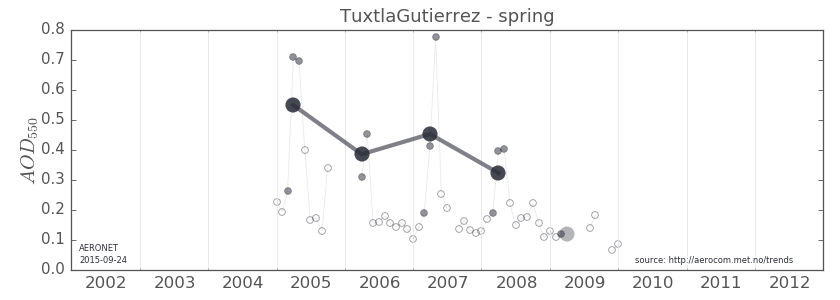 TuxtlaGutierrez - spring
0.8
0.7
0.6
0.5
0.4
0.3
0.2
0.1
0.0
AOD550
AERONET
2015-09-24
source: http://aerocom.met.no/trends
2002 2003 2004 2005 2006 2007 2008 2009 2010 2011 2012